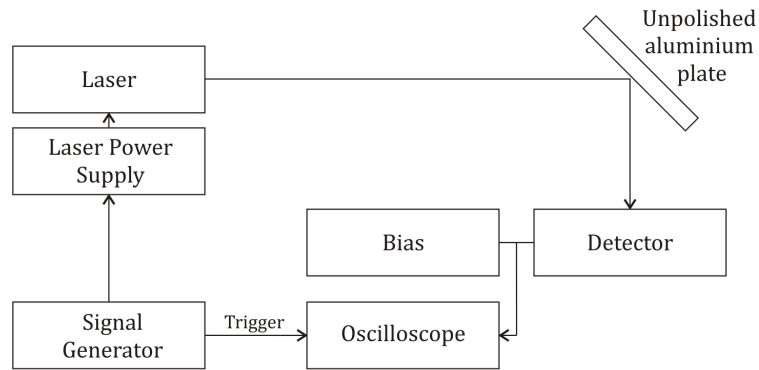 Unpolished
aluminium
plate
Laser
Laser Power
Supply
Bias
Detector
Signal
Generator
Trigger
Oscilloscope